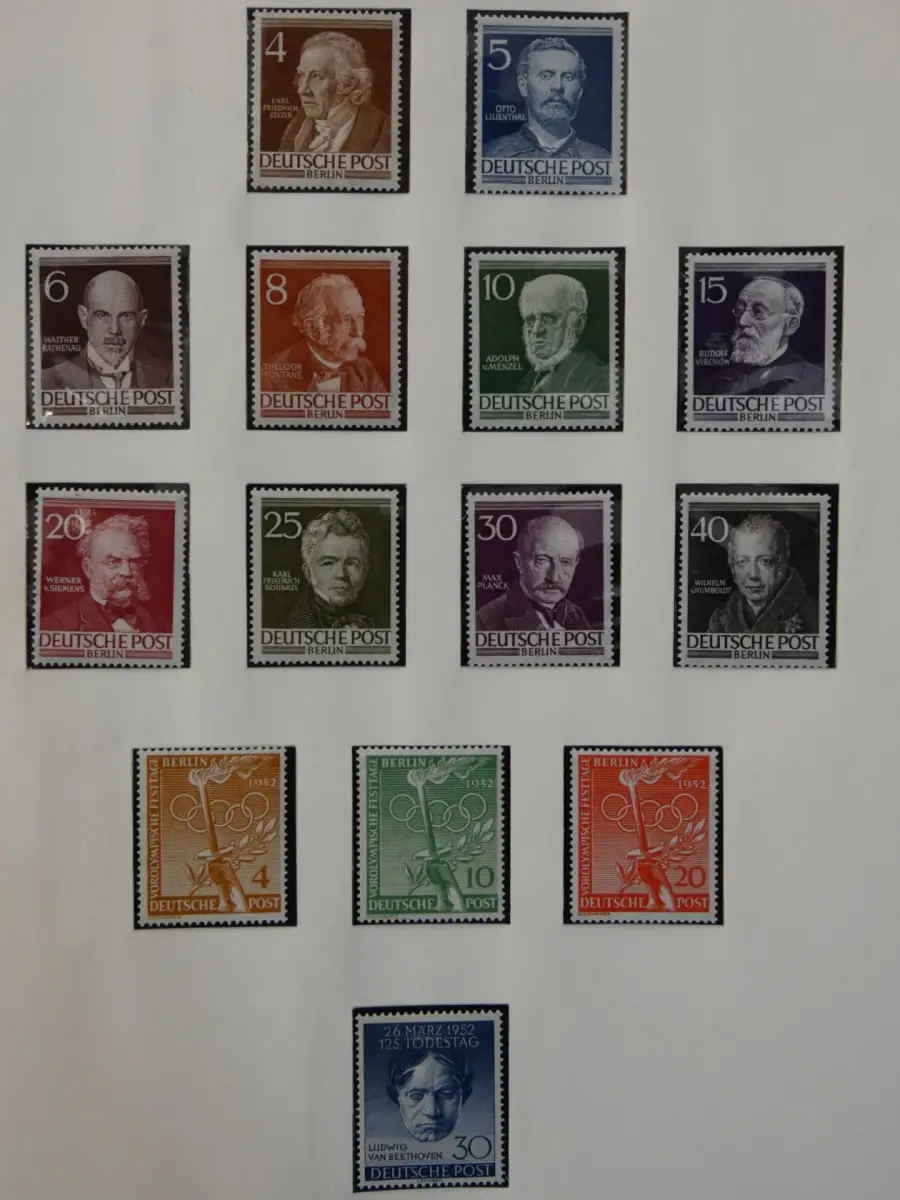 4
CARL
FRIEDRICH
ZELTER
DEUTSCHE POST
BERLIN
5
OTTO
LILIENTHAL
DEUTSCHE POST
BERLIN
6
WALTHER
RATHENAU
DEUTSCHE POST
BERLIN
8
THEODOR
FONTANE
DEUTSCHE POST
BERLIN
10
ADOLPH
v. MENZEL
DEUTSCHE POST
BERLIN
15
RUDOLF
VIRCHOW
DEUTSCHE POST
BERLIN
20
WERNER
v. SIEMENS
DEUTSCHE POST
BERLIN
25
KARL
FRIEDRICH
SCHINKEL
DEUTSCHE POST
BERLIN
30
MAX
PLANCK
DEUTSCHE POST
BERLIN
40
WILHELM
v. HUMBOLDT
DEUTSCHE POST
BERLIN
BERLIN
1952
VOROLYMPISCHE FESTTAGE
4
DEUTSCHE POST
BERLIN
1952
VOROLYMPISCHE FESTTAGE
10
DEUTSCHE POST
BERLIN
1952
VOROLYMPISCHE FESTTAGE
20
DEUTSCHE POST
26. MÄRZ 1952
125. TODESTAG
LUDWIG
VAN BEETHOVEN
30
DEUTSCHE POST